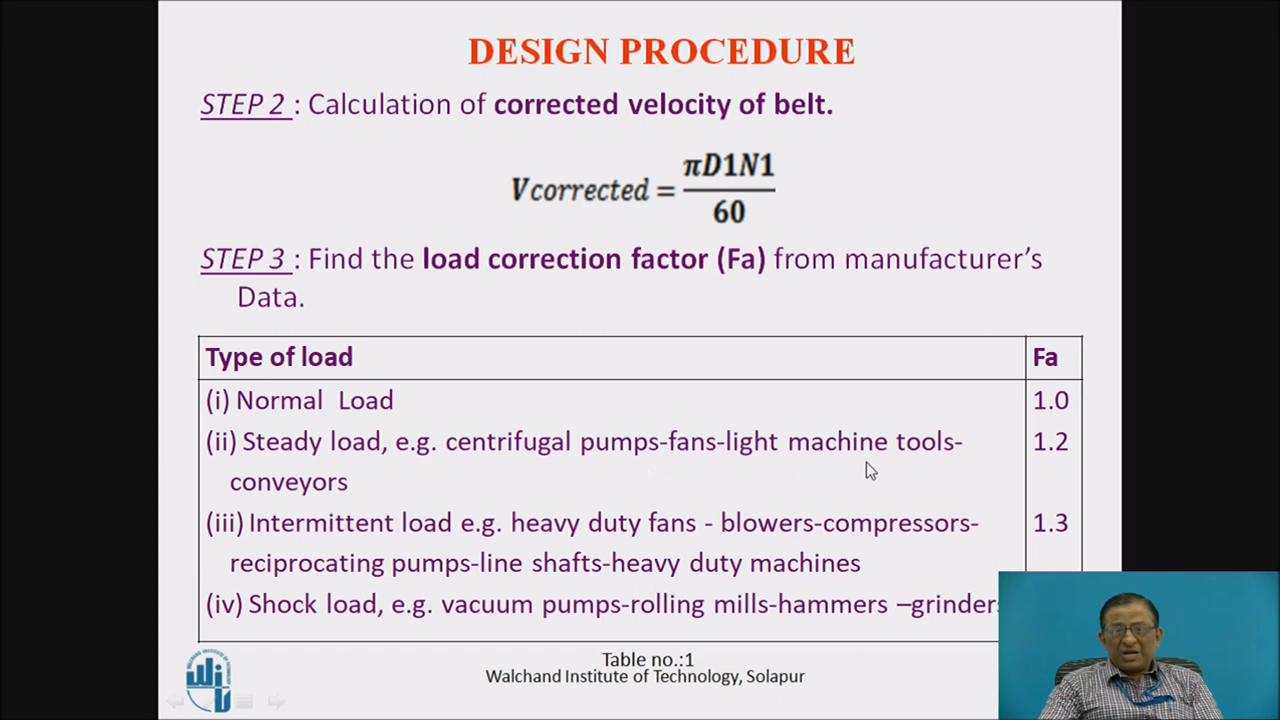 DESIGN PROCEDURE
STEP 2 : Calculation of corrected velocity of belt.
Vcorrected = πD1N1 / 60
STEP 3 : Find the load correction factor (Fa) from manufacturer's
Data.
Type of load Fa
(i) Normal Load 1.0
(ii) Steady load, e.g. centrifugal pumps-fans-light machine tools- 1.2
conveyors
(iii) Intermittent load e.g. heavy duty fans - blowers-compressors- 1.3
reciprocating pumps-line shafts-heavy duty machines
(iv) Shock load, e.g. vacuum pumps-rolling mills-hammers –grinders
Table no.:1
Walchand Institute of Technology, Solapur